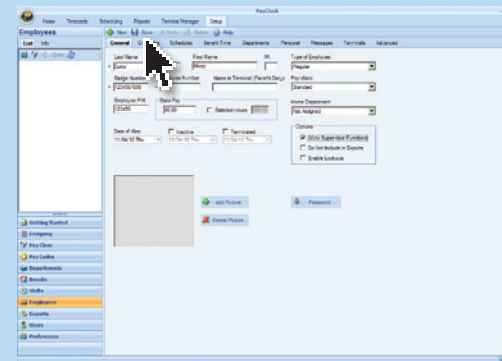 PayClock
Home Timecards Scheduling Reports Terminal Manager Setup
Employees
New Save Undo Delete Help
List Info
General Schedules Benefit Time Departments Personal Messages Terminals Advanced
Last Name First Name MI Type of Employee
Curtis Misty Regular
Badge Number Number Name at Terminal Pay class
1234567890 Standard
Employee PIN Base Pay Home Department
123456 $0.00 Salaried Hours Not Assigned
Options
Date of Hire Inactive Terminated
Allow Supervisor Functions
Do Not Include in Exports
Enable Lockouts
Add Picture Password
Delete Picture
Getting Started
Company
Pay Class
Pay Codes
Departments
Breaks
Shifts
Employees
Exports
Users
Preferences